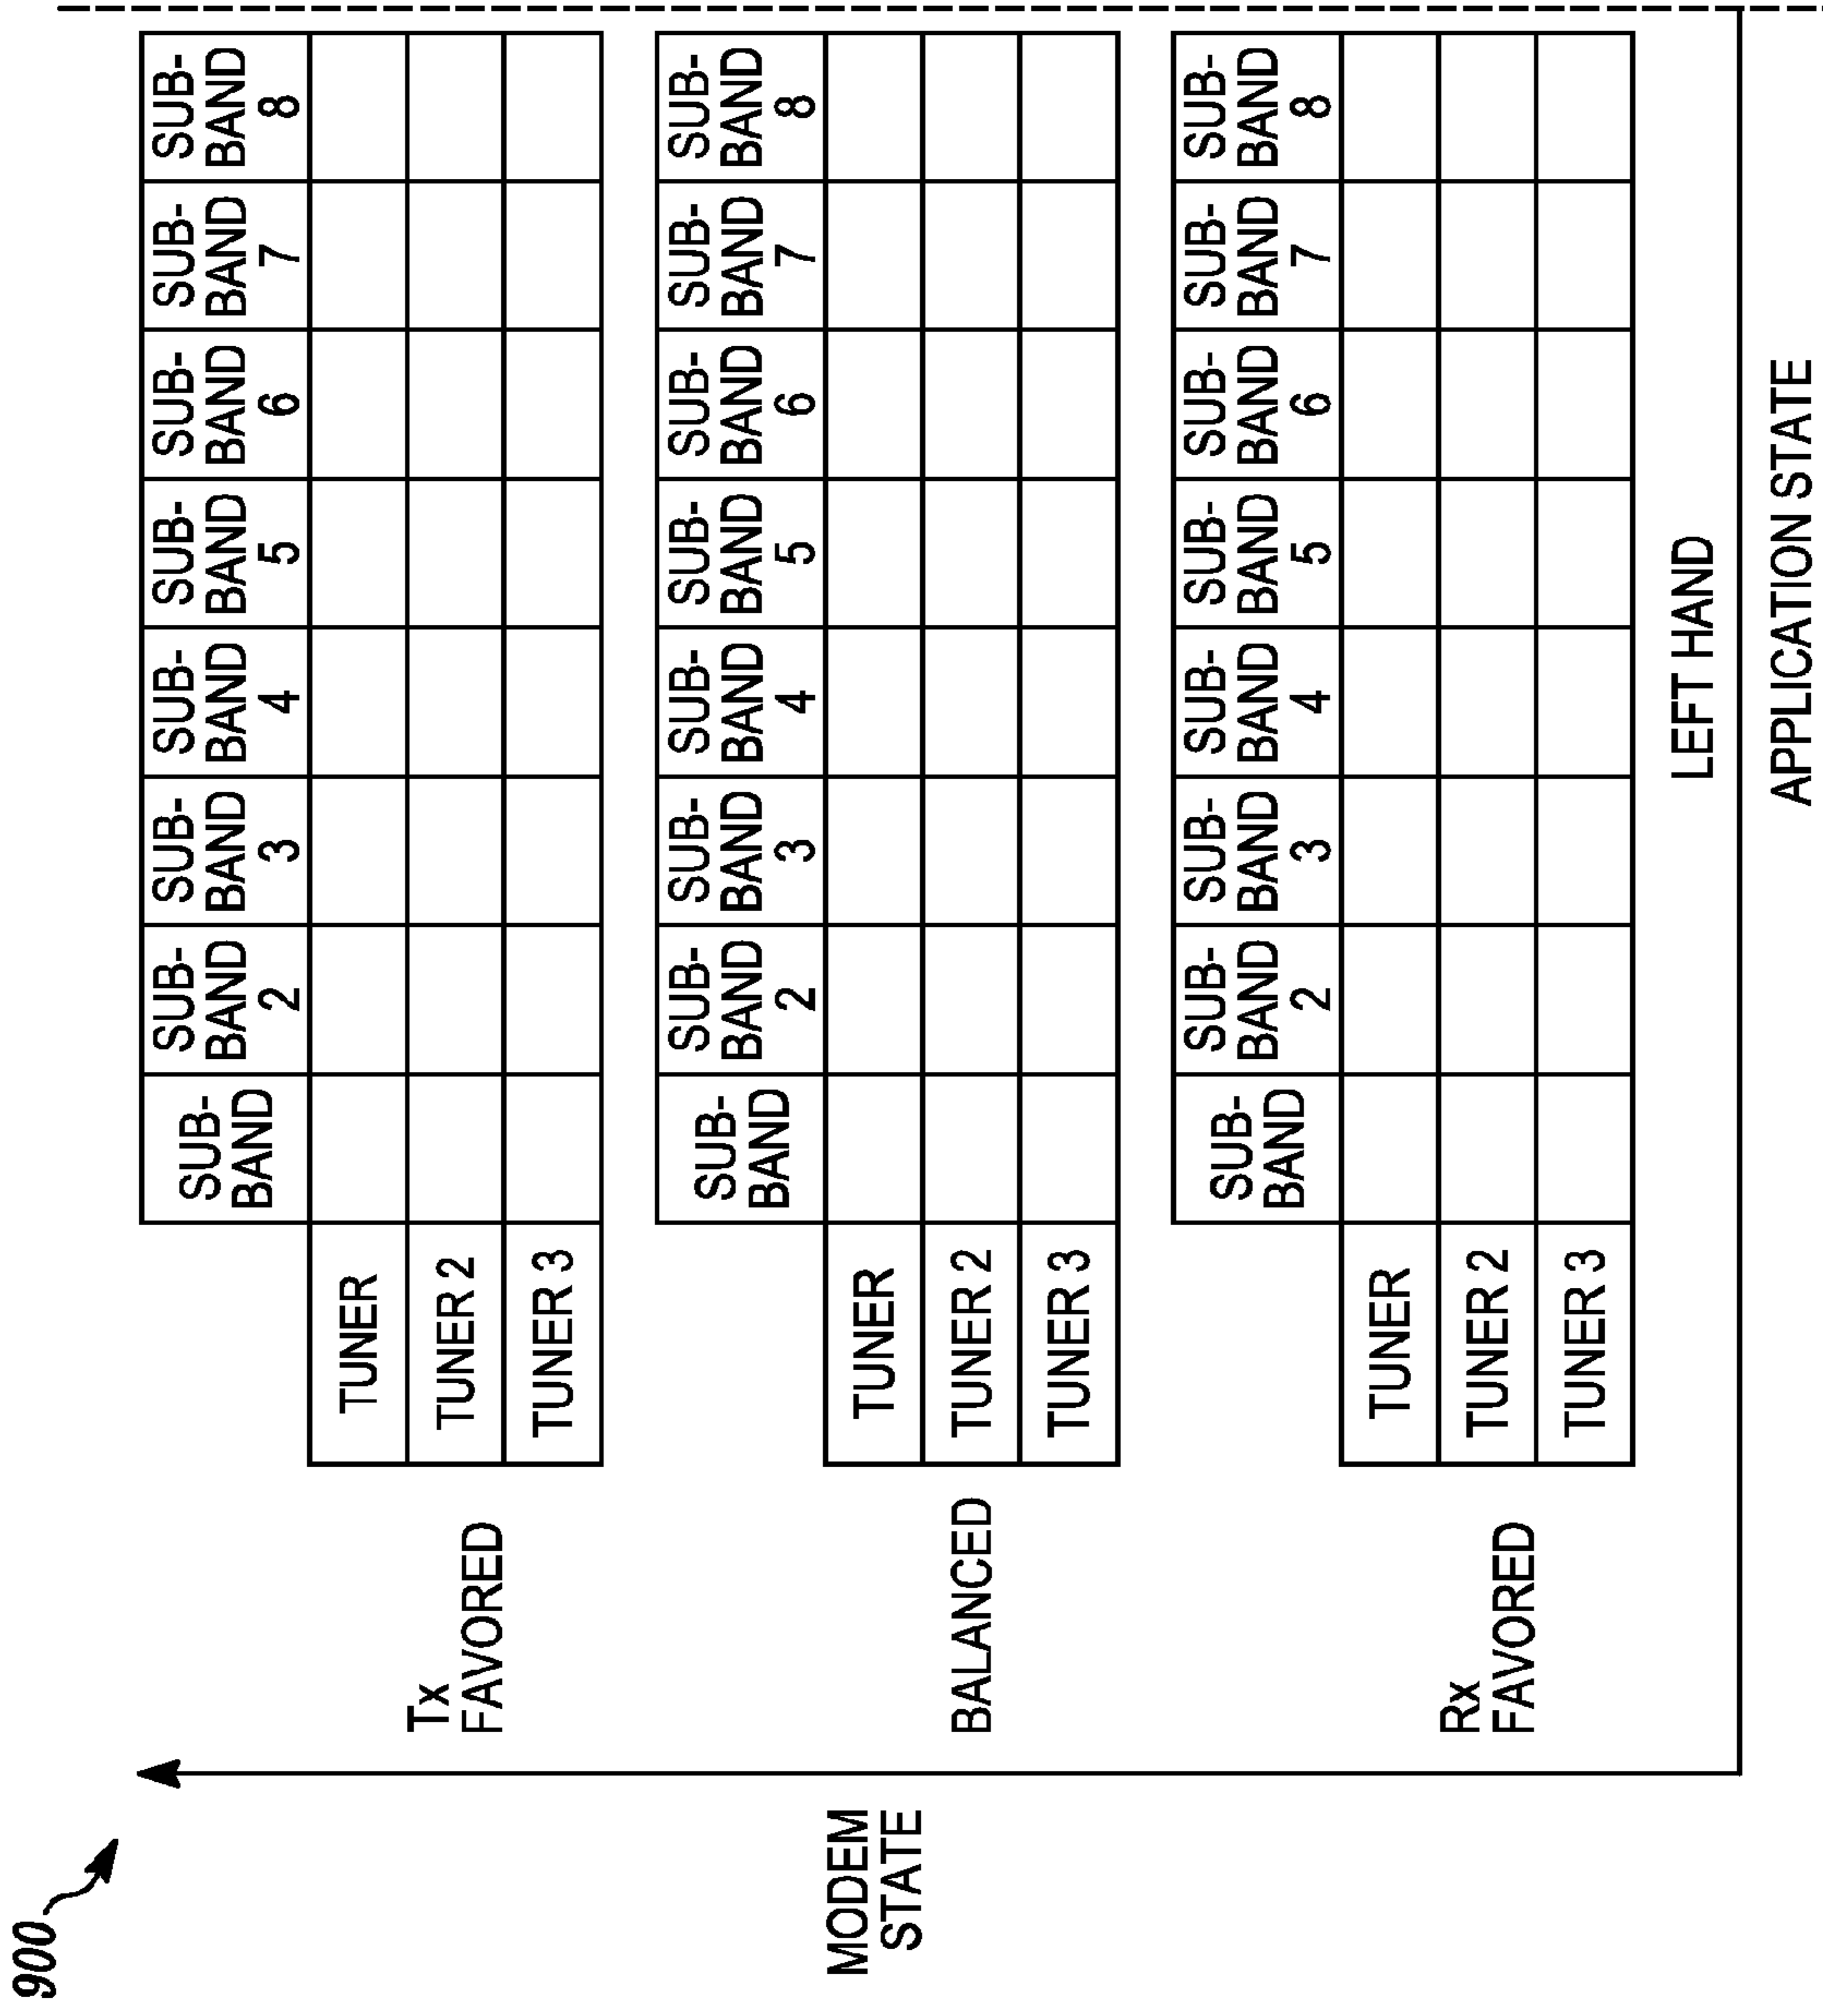 900
MODEM
STATE
Tx
FAVORED
SUB-
BAND
SUB-
BAND
2
SUB-
BAND
3
SUB-
BAND
4
SUB-
BAND
5
SUB-
BAND
6
SUB-
BAND
7
SUB-
BAND
8
TUNER
TUNER 2
TUNER 3
BALANCED
SUB-
BAND
SUB-
BAND
2
SUB-
BAND
3
SUB-
BAND
4
SUB-
BAND
5
SUB-
BAND
6
SUB-
BAND
7
SUB-
BAND
8
TUNER
TUNER 2
TUNER 3
Rx
FAVORED
SUB-
BAND
SUB-
BAND
2
SUB-
BAND
3
SUB-
BAND
4
SUB-
BAND
5
SUB-
BAND
6
SUB-
BAND
7
SUB-
BAND
8
TUNER
TUNER 2
TUNER 3
LEFT HAND
APPLICATION STATE